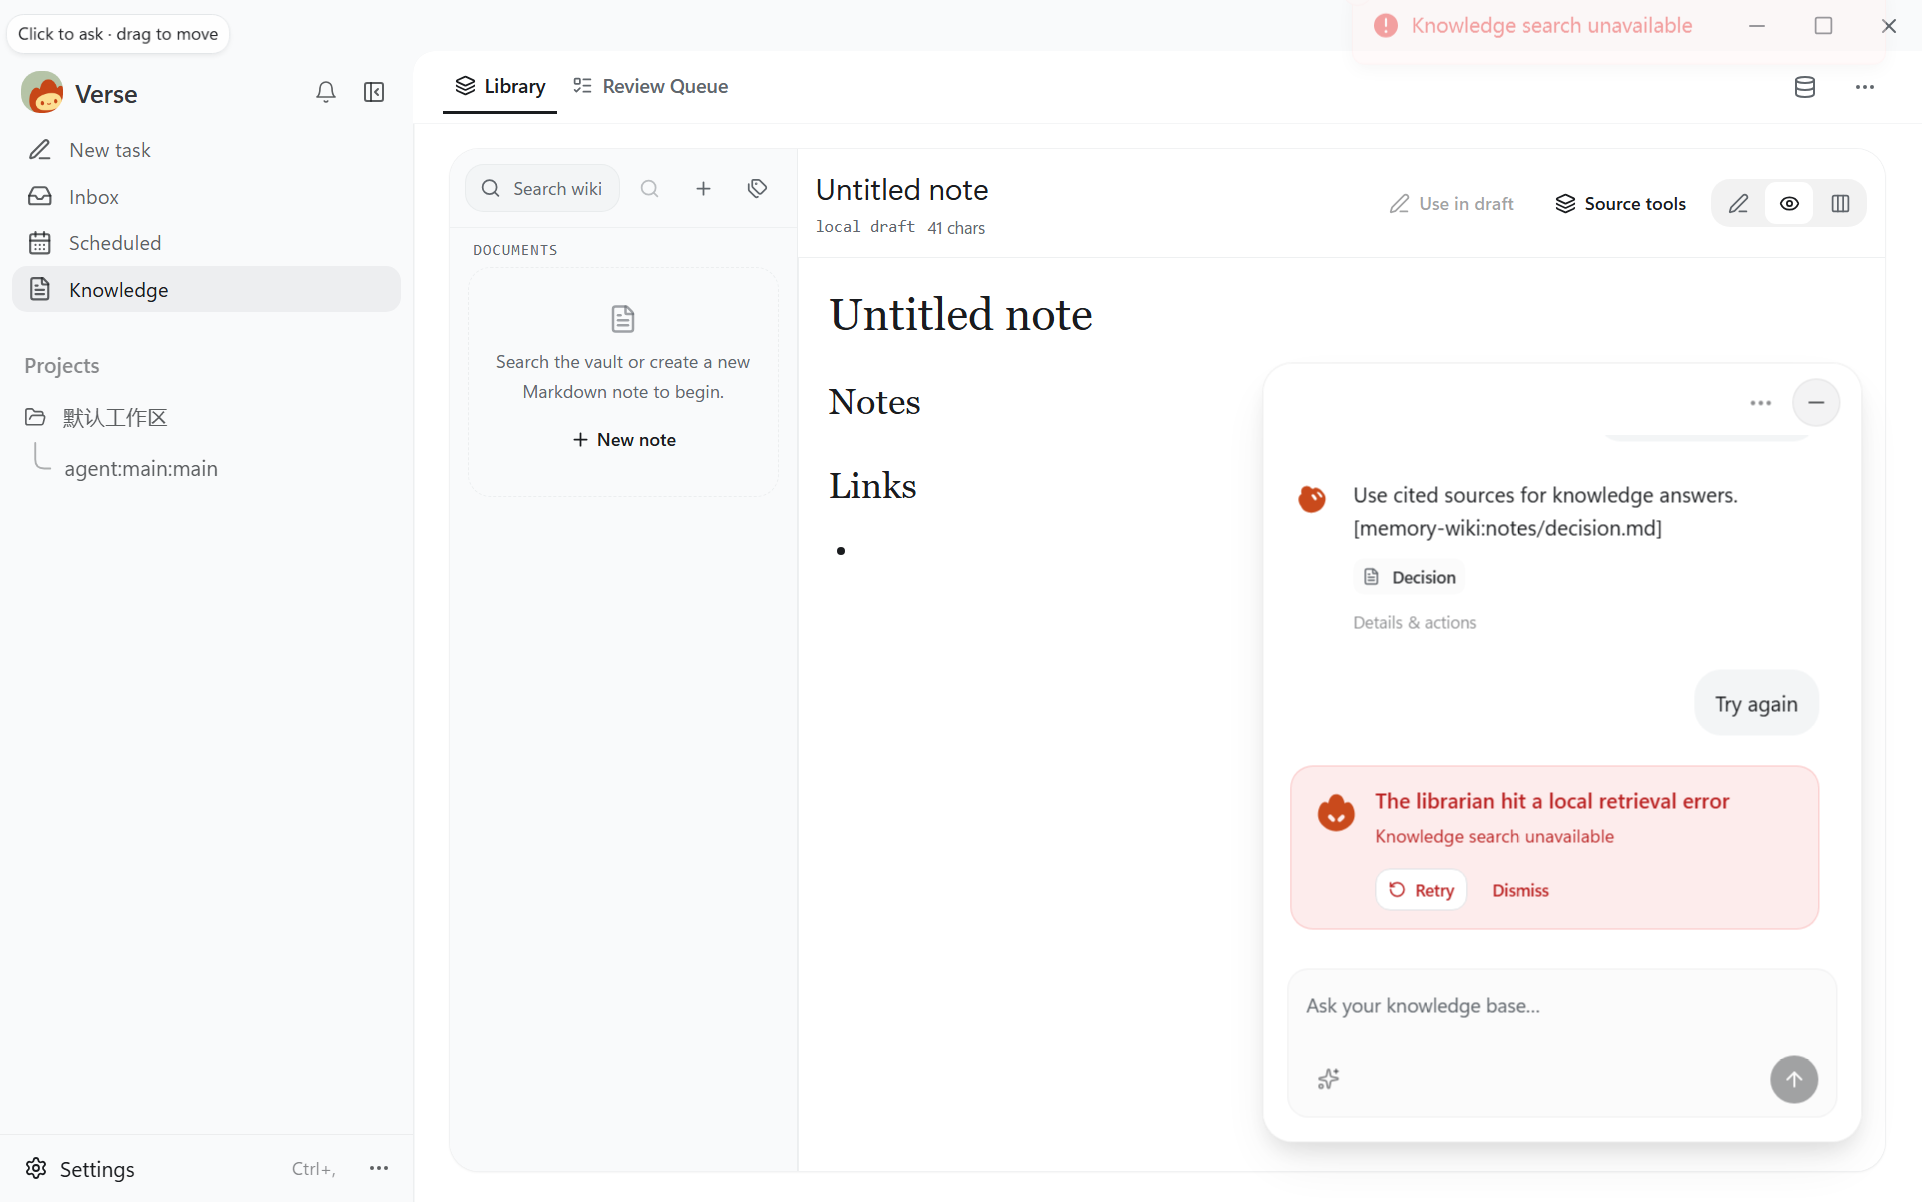 Click to ask · drag to move
Knowledge search unavailable
Verse
New task
Inbox
Scheduled
Knowledge
Projects
默认工作区
agent:main:main
Settings
Ctrl+,
Library
Review Queue
Search wiki
DOCUMENTS
Search the vault or create a new
Markdown note to begin.
New note
Untitled note
local draft 41 chars
Use in draft
Source tools
Untitled note
Notes
Links
Use cited sources for knowledge answers.
[memory-wiki:notes/decision.md]
Decision
Details & actions
Try again
The librarian hit a local retrieval error
Knowledge search unavailable
Retry
Dismiss
Ask your knowledge base...